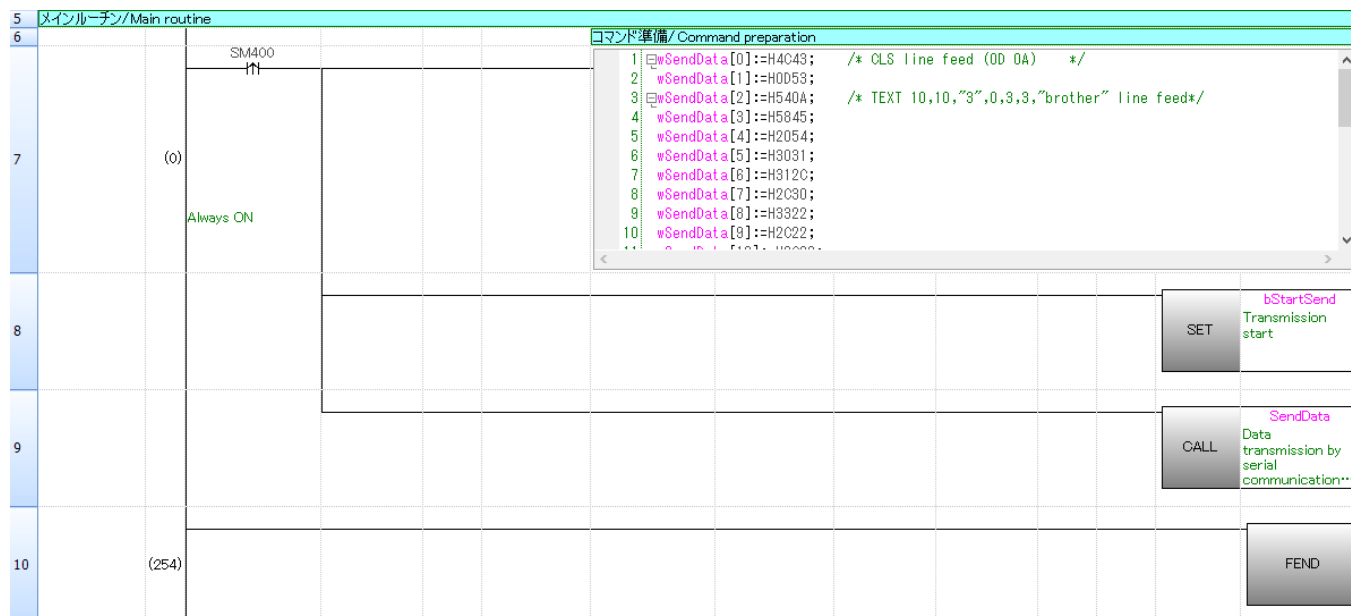 5 メインルーチン/Main routine
6 コマンド準備/Command preparation
SM400
1 wSendData[0]:=H4C43; /* CLS line feed (0D 0A) */
2 wSendData[1]:=H0D53;
3 wSendData[2]:=H540A; /* TEXT 10,10,"3",0,3,3,"brother" line feed*/
4 wSendData[3]:=H5845;
5 wSendData[4]:=H2054;
6 wSendData[5]:=H3031;
7 wSendData[6]:=H312C;
8 wSendData[7]:=H2C30;
9 wSendData[8]:=H3322;
10 wSendData[9]:=H2C22;
7 (0)
Always ON
8 SET bStartSend
Transmission
start
9 CALL SendData
Data
transmission by
serial
communication…
10 (254) FEND